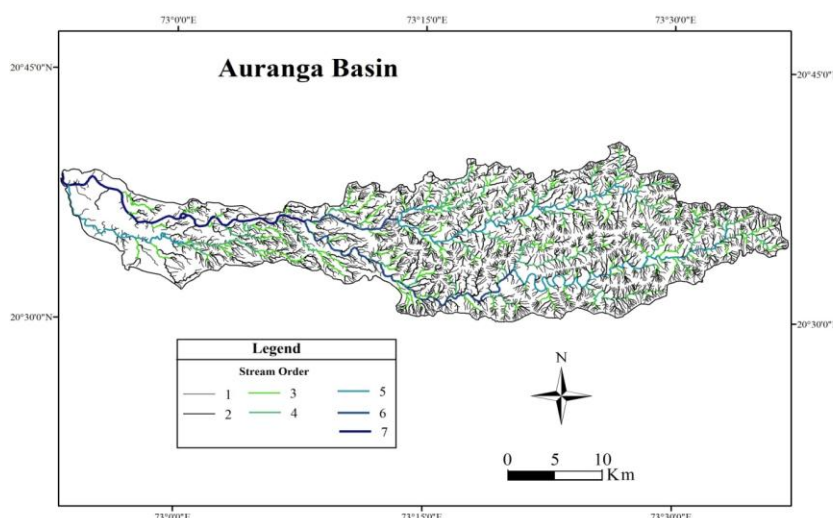 73°0'0"E 73°15'0"E 73°30'0"E
Auranga Basin
20°45'0"N 20°45'0"N
20°30'0"N 20°30'0"N
Legend
Stream Order
1 3 5
2 4 6
7
N
0 5 10
Km
73°0'0"E 73°15'0"E 73°30'0"E